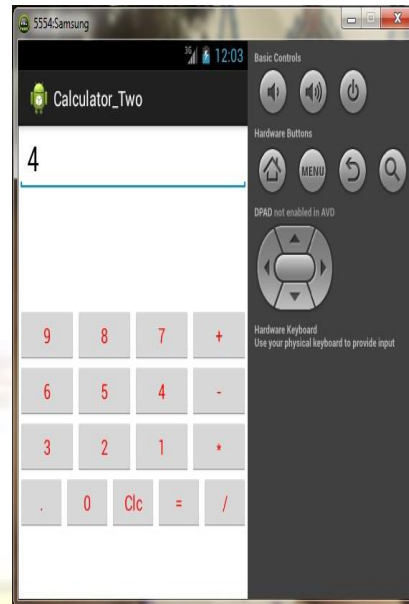 5554:Samsung
3G 12:03
Calculator_Two
4
9 8 7 +
6 5 4 -
3 2 1 *
. 0 Clc = /
Basic Controls
Hardware Buttons
MENU
DPAD not enabled in AVD
Hardware Keyboard
Use your physical keyboard to provide input